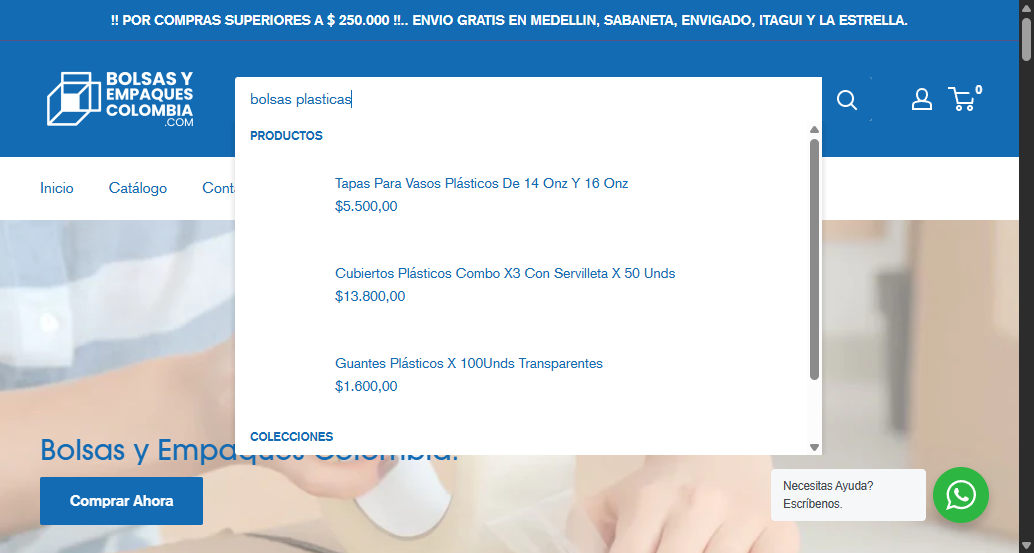 !! POR COMPRAS SUPERIORES A $ 250.000 !!.. ENVIO GRATIS EN MEDELLIN, SABANETA, ENVIGADO, ITAGUI Y LA ESTRELLA.
BOLSAS Y
EMPAQUES
COLOMBIA
.COM
bolsas plasticas
0
PRODUCTOS
Inicio
Catálogo
Tapas Para Vasos Plásticos De 14 Onz Y 16 Onz
$5.500,00
Cubiertos Plásticos Combo X3 Con Servilleta X 50 Unds
$13.800,00
Guantes Plásticos X 100Unds Transparentes
$1.600,00
COLECCIONES
Bolsas y Empaques Colombia!
Comprar Ahora
Necesitas Ayuda?
Escríbenos.